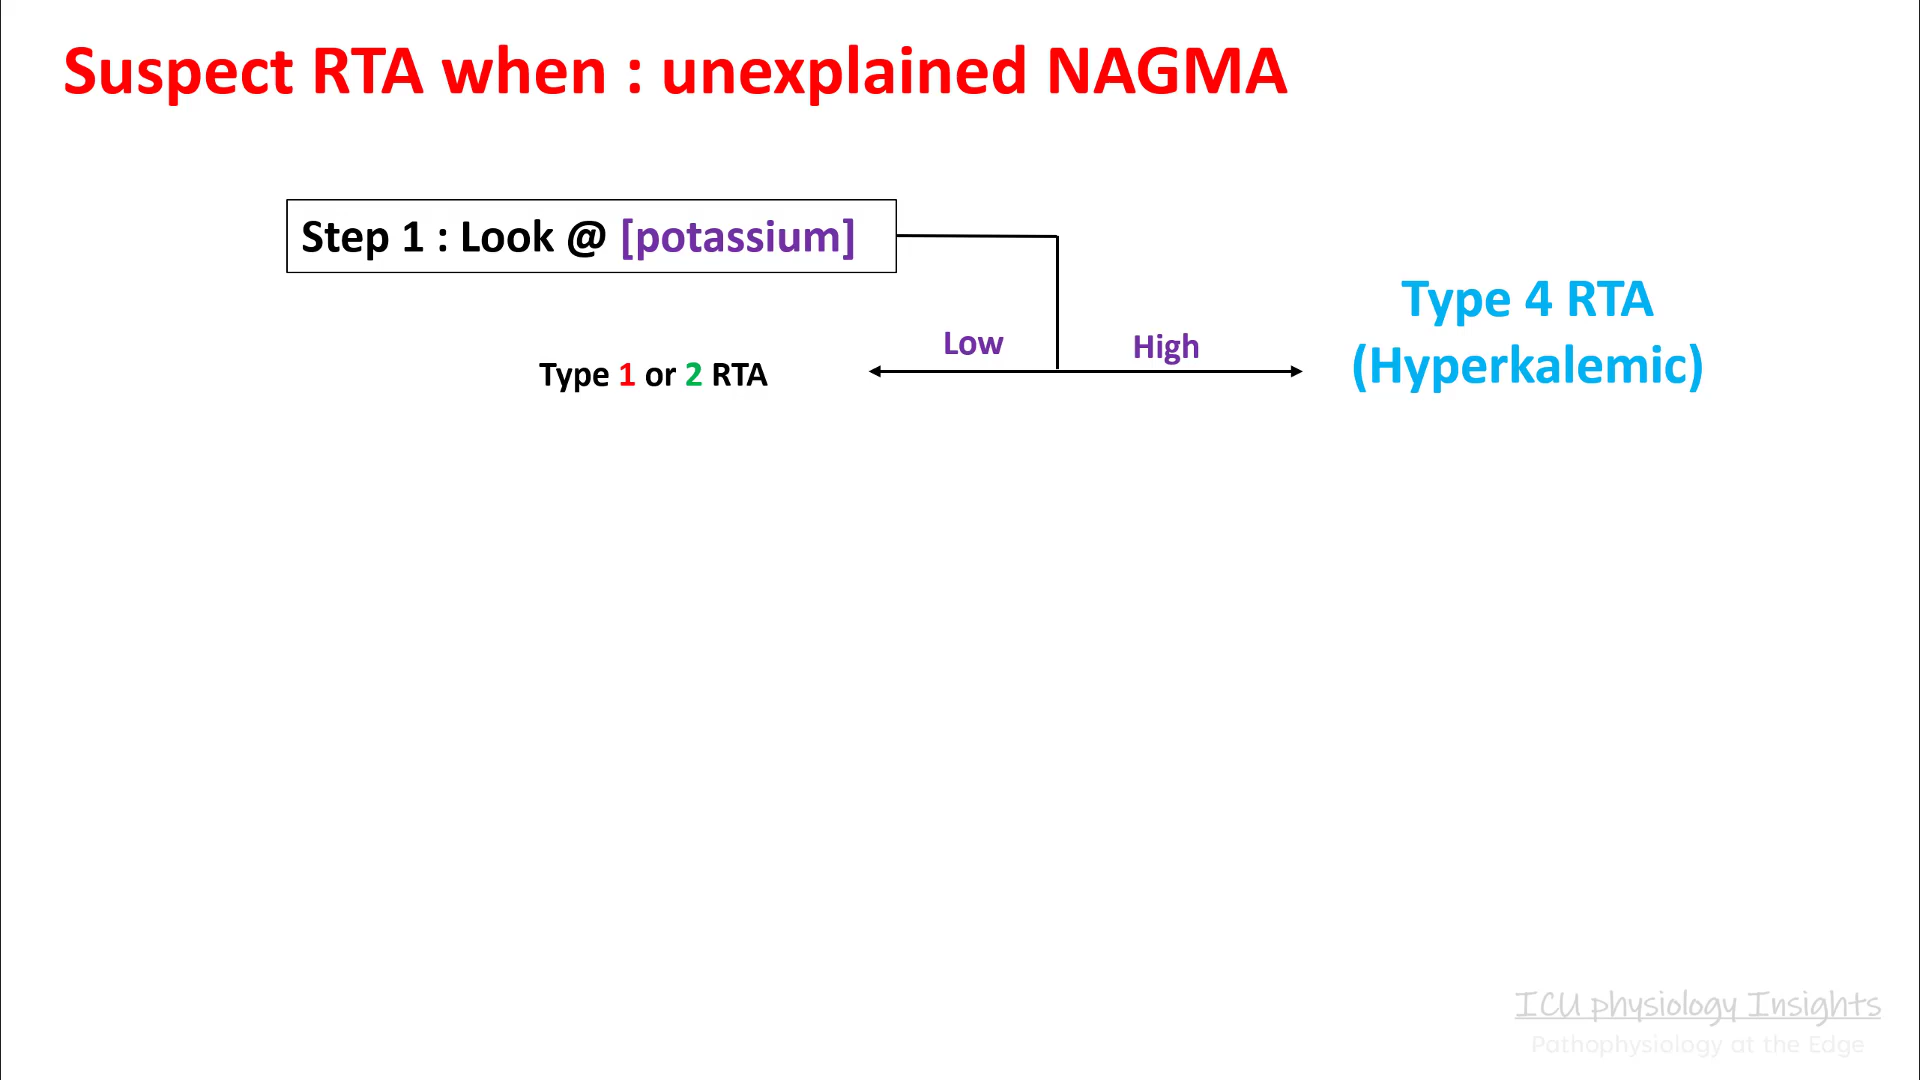 Suspect RTA when : unexplained NAGMA
Step 1 : Look @ [potassium]
Low
High
Type 1 or 2 RTA
Type 4 RTA
(Hyperkalemic)
ICU physiology Insights
Pathophysiology at the Edge